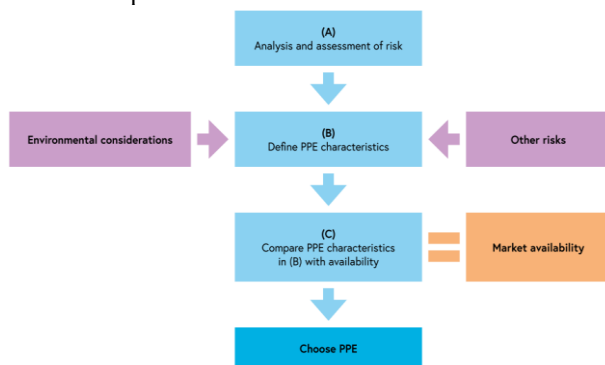 (A)
Analysis and assessment of risk
Environmental considerations
(B)
Define PPE characteristics
Other risks
(C)
Compare PPE characteristics
in (B) with availability
Market availability
Choose PPE